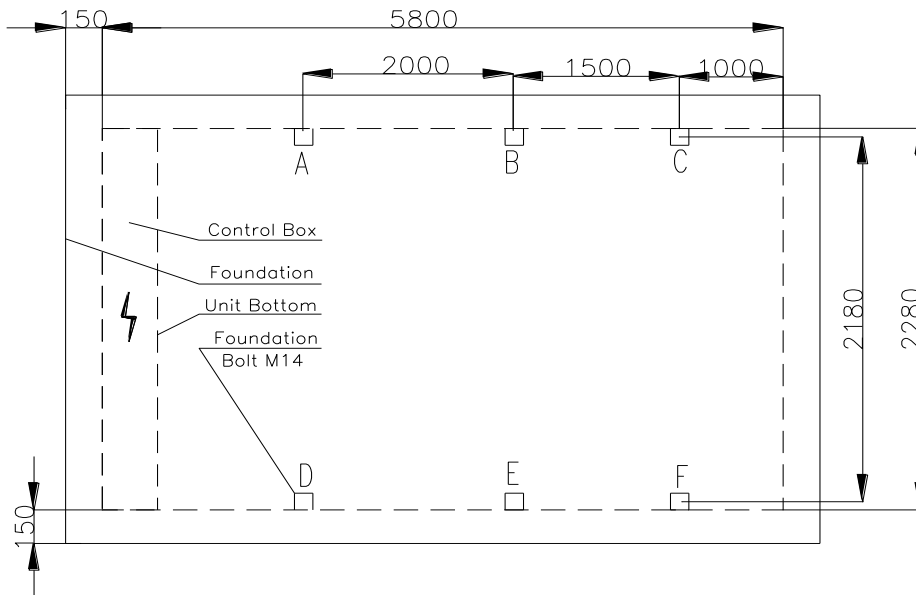 150
5800
2000
1500
1000
A
B
C
Control Box
Foundation
Unit Bottom
Foundation
Bolt M14
2180
2280
D
E
F
150